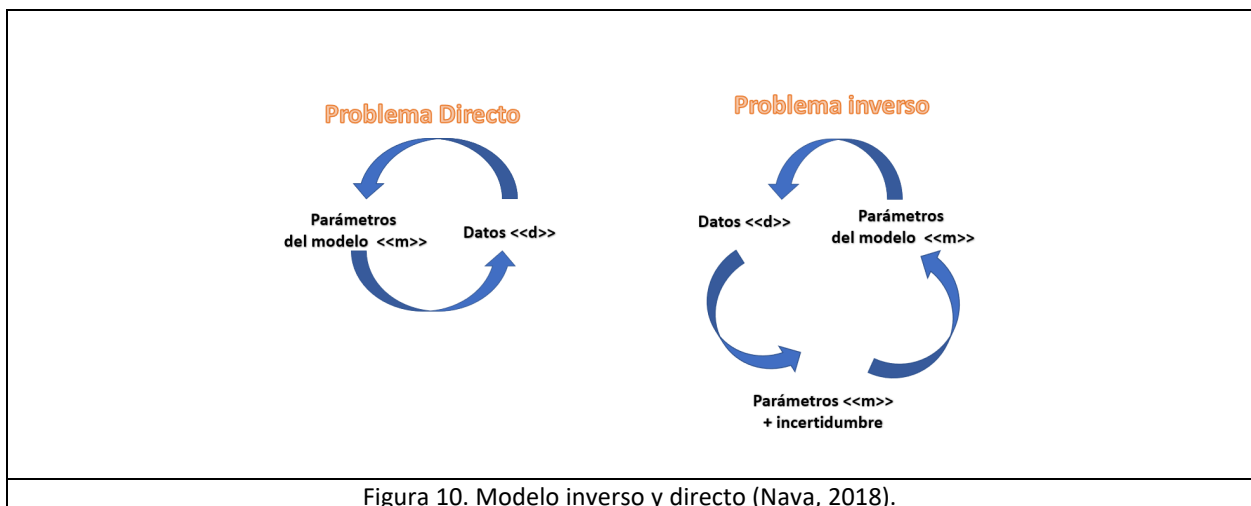 Problema Directo
Parámetros
del modelo <<m>>
Datos <<d>>
Problema inverso
Datos <<d>>
Parámetros
del modelo <<m>>
Parámetros <<m>>
+ incertidumbre
Figura 10. Modelo inverso y directo (Nava, 2018).